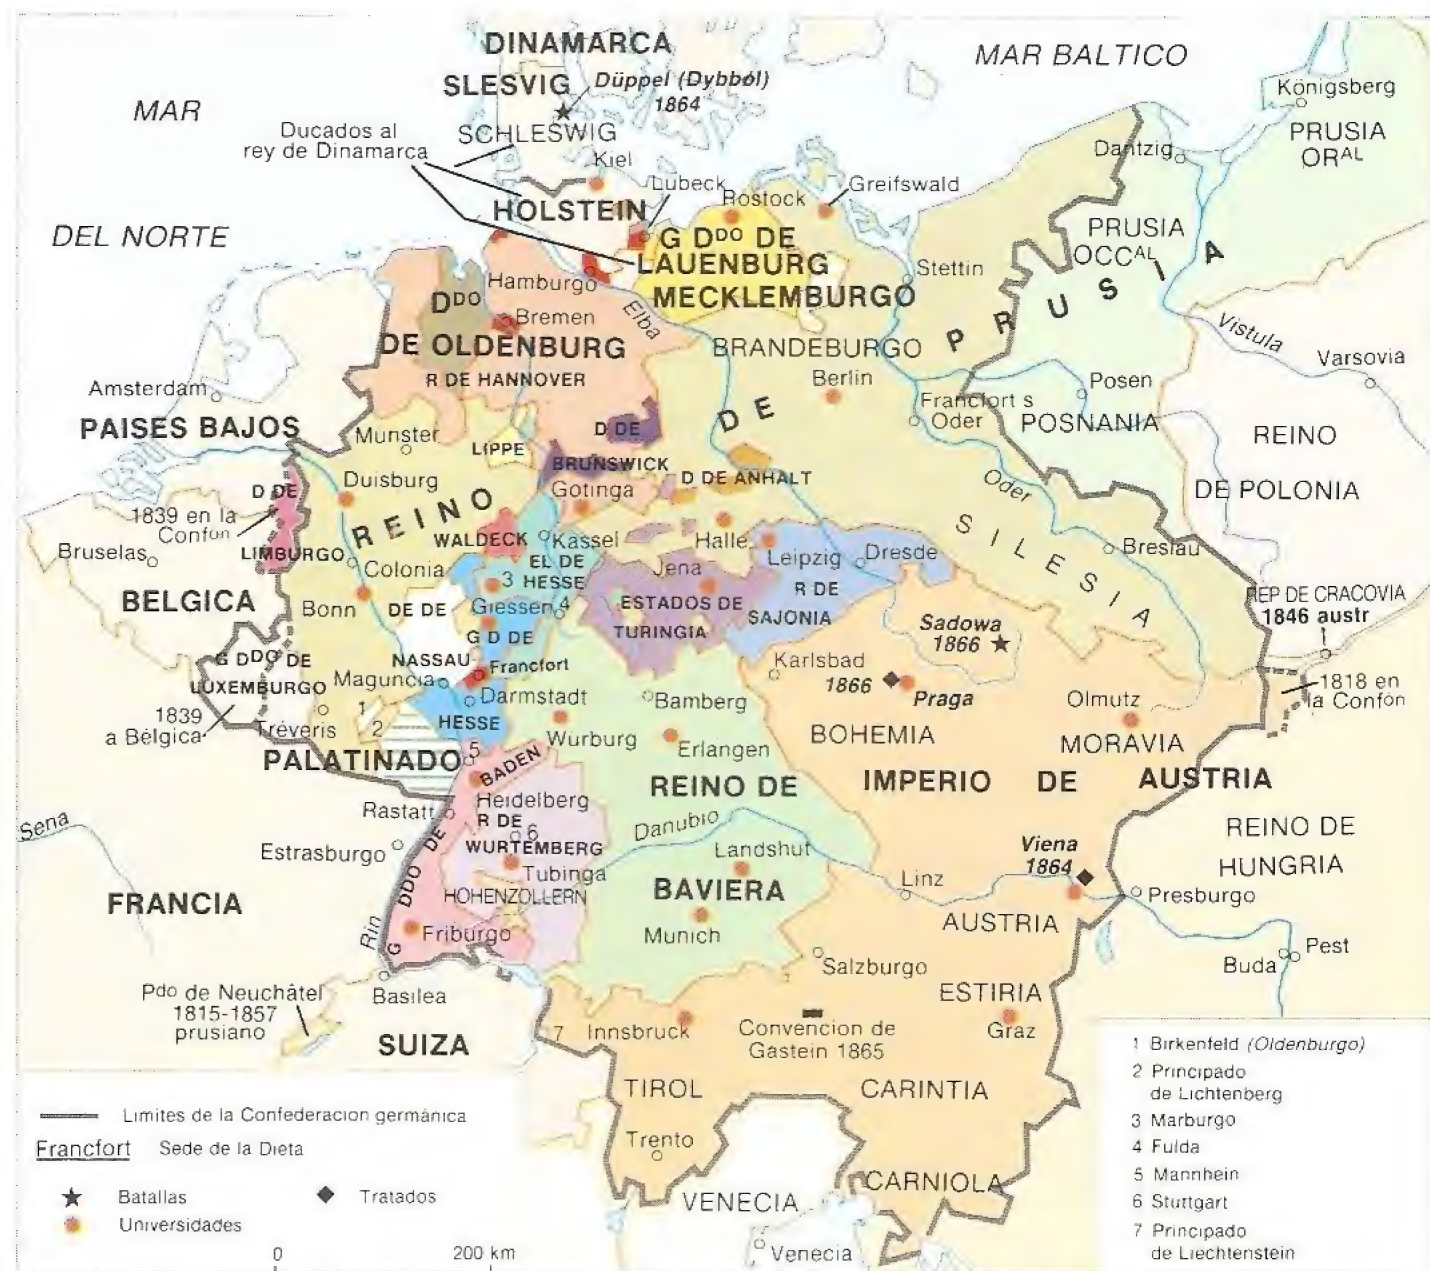 DINAMARCA
MAR BALTICO
SLESVIG
Düppel (Dybböl)
1864
Königsberg
MAR
DEL NORTE
Ducados al
rey de Dinamarca
SCHLESWIG
Kiel
PRUSIA
ORAL
Dantzig
Lubeck
Rostock
Greifswald
HOLSTEIN
G DDO DE
LAUENBURG
MECKLEMBURGO
PRUSIA
OCCAL
Stettin
Hamburgo
DDO
DE OLDENBURG
Bremen
Elba
R DE HANNOVER
BRANDEBURGO
PRUSIA
Vistula
Varsovia
Berlin
Posen
Francfort s
Oder
POSNANIA
REINO
DE POLONIA
Amsterdam
PAISES BAJOS
Munster
LIPPE
D DE
BRUNSWICK
DE
D DE ANHALT
Gotinga
Oder
Duisburg
REINO
D DE
LIMBURGO
1839 en la
Confón
Bruselas
BELGICA
WALDECK
Kassel
Halle
Leipzig
Dresde
SILESIA
Breslau
Colonia
Bonn
3
EL DE
HESSE
Giessen
4
Jena
ESTADOS DE
TURINGIA
R DE
SAJONIA
REP DE CRACOVIA
1846 austr
DE DE
NASSAU
G D DE
HESSE
Francfort
Sadowa
1866
G DDO DE
LUXEMBURGO
Maguncia
Darmstadt
Karlsbad
1866
Praga
Olmutz
1818 en
la Confón
1839
a Bélgica
Tréveris
1
2
Bamberg
BOHEMIA
MORAVIA
PALATINADO
5
Wurburg
Erlangen
IMPERIO DE AUSTRIA
BADEN
Heidelberg
REINO DE
BAVIERA
Rastatt
R DE
WURTEMBERG
6
Danubio
Sena
Estrasburgo
G DDO DE
Tubinga
Landshut
Viena
1864
REINO DE
HUNGRIA
FRANCIA
HOHENZOLLERN
Linz
Presburgo
Rin
Friburgo
Munich
AUSTRIA
Buda
Pest
Salzburgo
Pdo de Neuchâtel
1815-1857
prusiano
Basilea
SUIZA
ESTIRIA
Graz
7
Innsbruck
Convencion de
Gastein 1865
TIROL
CARINTIA
Trento
CARNIOLA
VENECIA
Venecia
Limites de la Confederacion germánica
Francfort Sede de la Dieta
Batallas
Tratados
Universidades
0 200 km
1 Birkenfeld (Oldenburgo)
2 Principado
de Lichtenberg
3 Marburgo
4 Fulda
5 Mannhein
6 Stuttgart
7 Principado
de Liechtenstein